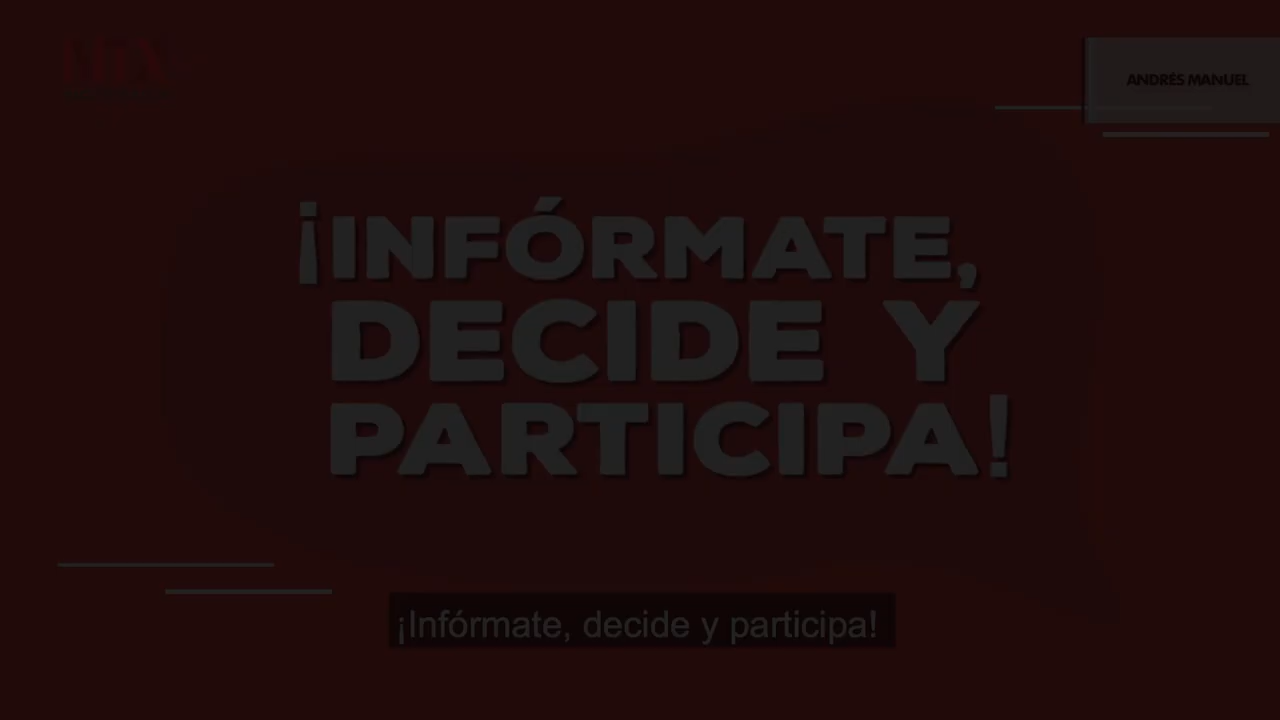 ANDRÉS MANUEL
¡INFÓRMATE,
DECIDE Y
PARTICIPA!
¡Infórmate, decide y participa!